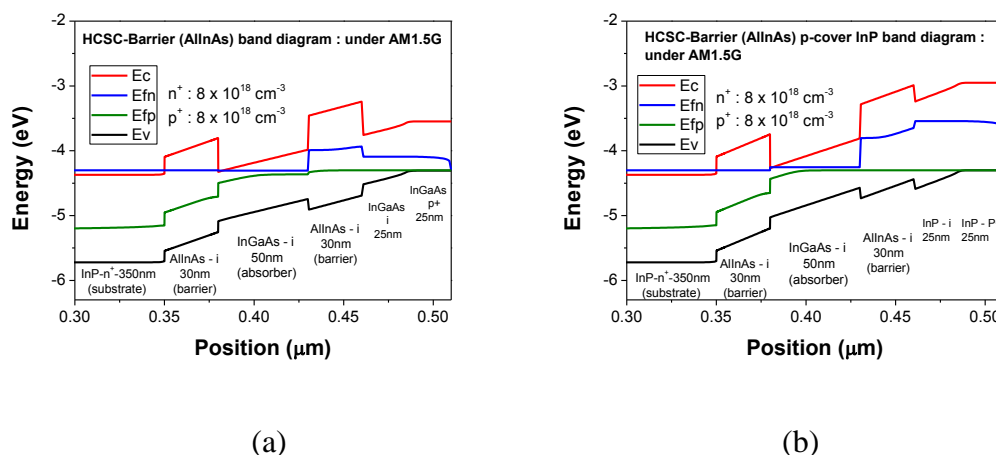 HCSC-Barrier (AlInAs) band diagram : under AM1.5G
Ec
Efn
Efp
Ev
n+ : 8 x 10^18 cm^-3
p+ : 8 x 10^18 cm^-3
InGaAs
p+
25nm
InGaAs
i
25nm
AlInAs - i
30nm
(barrier)
InGaAs - i
50nm
(absorber)
AlInAs - i
30nm
(barrier)
InP-n+-350nm
(substrate)
-2
-3
-4
-5
-6
Energy (eV)
0.30
0.35
0.40
0.45
0.50
Position (μm)
(a)
HCSC-Barrier (AlInAs) p-cover InP band diagram :
under AM1.5G
Ec
Efn
Efp
Ev
n+ : 8 x 10^18 cm^-3
p+ : 8 x 10^18 cm^-3
InP-n+-350nm
(substrate)
AlInAs - i
30nm
(barrier)
InGaAs - i
50nm
(absorber)
AlInAs - i
30nm
(barrier)
InP - i
25nm
InP - P
25nm
-2
-3
-4
-5
-6
Energy (eV)
0.30
0.35
0.40
0.45
0.50
Position (μm)
(b)